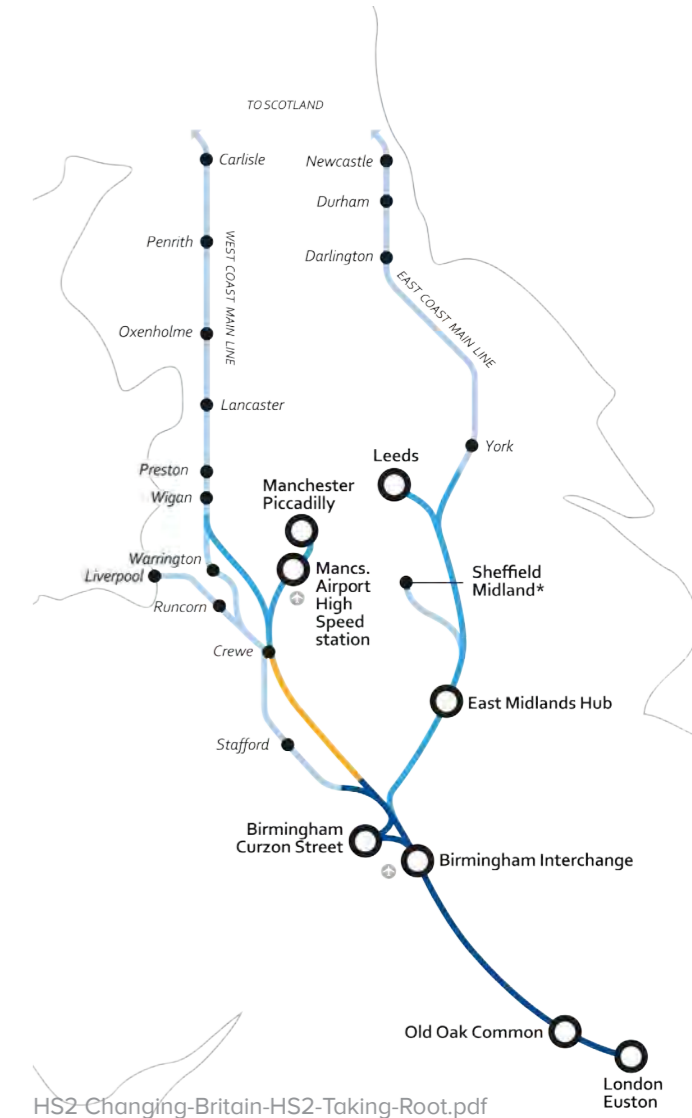 TO SCOTLAND
Carlisle
Newcastle
Durham
Penrith
WEST COAST MAIN LINE
Darlington
EAST COAST MAIN LINE
Oxenholme
Lancaster
York
Leeds
Preston
Manchester
Piccadilly
Wigan
Warrington
Liverpool
Mancs.
Airport
High
Speed
station
Sheffield
Midland*
Runcorn
Crewe
East Midlands Hub
Stafford
Birmingham
Curzon Street
Birmingham Interchange
Old Oak Common
London
Euston
HS2 Changing-Britain-HS2-Taking-Root.pdf